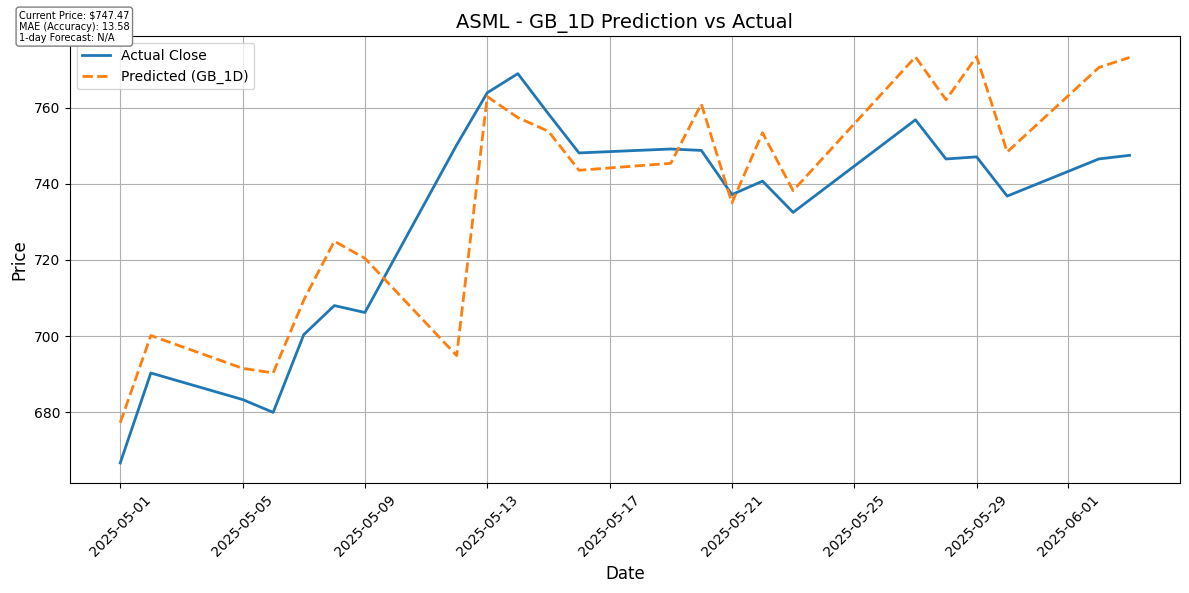 ASML - GB_1D Prediction vs Actual
Current Price: $747.47
MAE (Accuracy): 13.58
1-day Forecast: N/A
Actual Close
Predicted (GB_1D)
Price
760
740
720
700
680
2025-05-01
2025-05-05
2025-05-09
2025-05-13
2025-05-17
2025-05-21
2025-05-25
2025-05-29
2025-06-01
Date